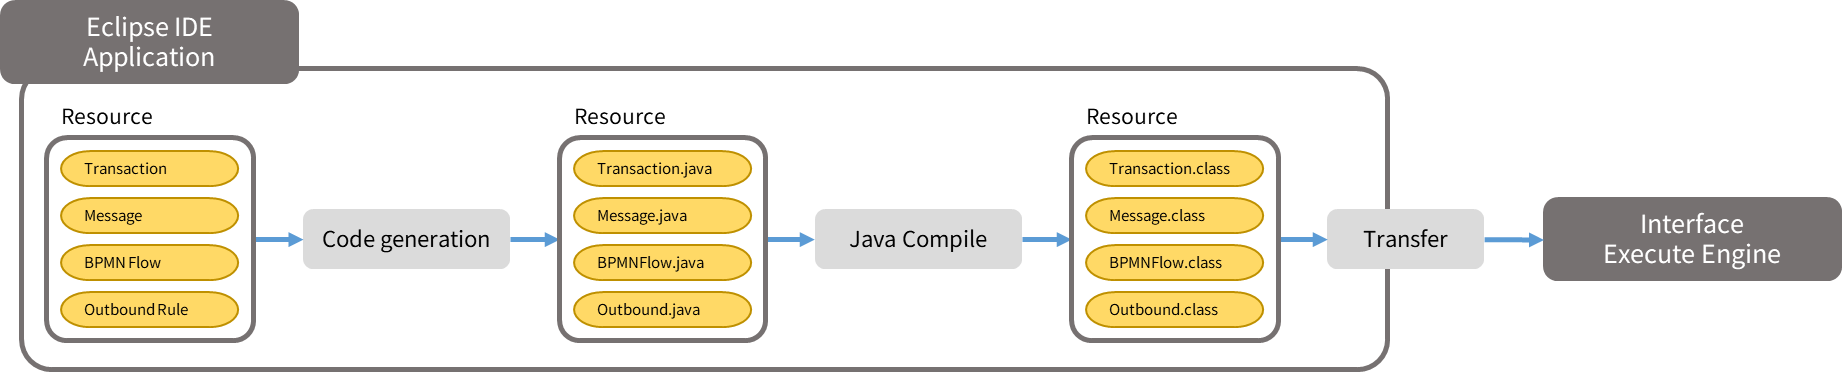 Eclipse IDE
Application
Resource
Transaction
Message
BPMN Flow
Outbound Rule
Code generation
Resource
Transaction.java
Message.java
BPMNFlow.java
Outbound.java
Java Compile
Resource
Transaction.class
Message.class
BPMNFlow.class
Outbound.class
Transfer
Interface
Execute Engine